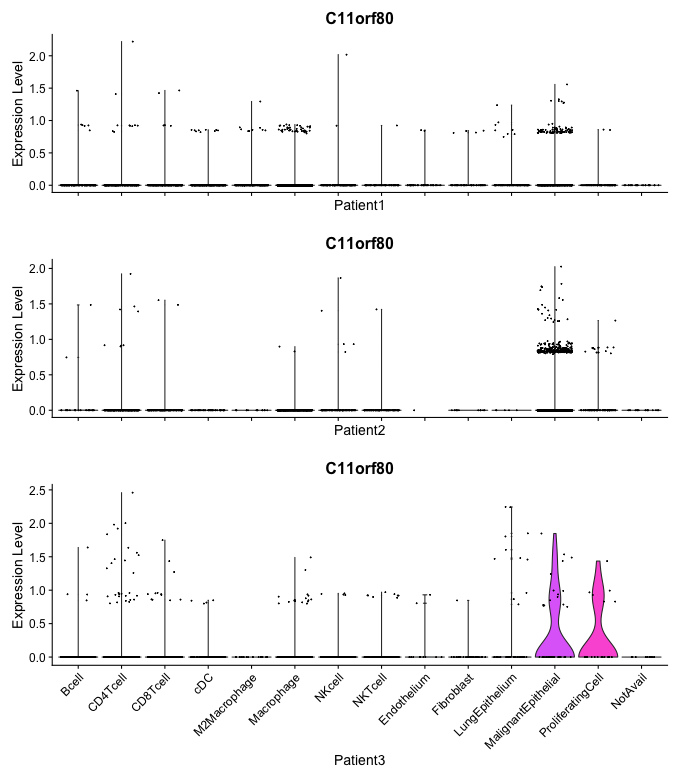 C11orf80
Expression Level
2.0
1.5
1.0
0.5
0.0
Patient1
C11orf80
Expression Level
2.0
1.5
1.0
0.5
0.0
Patient2
C11orf80
Expression Level
2.5
2.0
1.5
1.0
0.5
0.0
Bcell
CD4Tcell
CD8Tcell
cDC
M2Macrophage
Macrophage
NKcell
NKTcell
Endothelium
Fibroblast
LungEpithelium
MalignantEpithelial
ProliferatingCell
NotAvail
Patient3